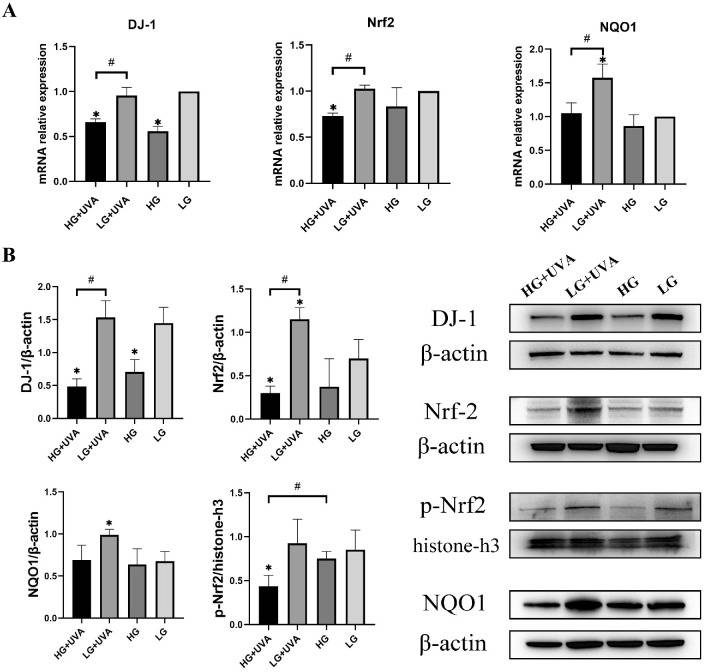 A
DJ-1
mRNA relative expression
1.5
1.0
0.5
0.0
#
*
*
HG+UVA
LG+UVA
HG
LG
Nrf2
mRNA relative expression
1.5
1.0
0.5
0.0
#
*
HG+UVA
LG+UVA
HG
LG
NQO1
mRNA relative expression
2.0
1.5
1.0
0.5
0.0
#
*
HG+UVA
LG+UVA
HG
LG
B
DJ-1/β-actin
2.0
1.5
1.0
0.5
0.0
#
*
*
HG+UVA
LG+UVA
HG
LG
Nrf2/β-actin
1.5
1.0
0.5
0.0
#
*
*
HG+UVA
LG+UVA
HG
LG
NQO1/β-actin
1.5
1.0
0.5
0.0
*
HG+UVA
LG+UVA
HG
LG
p-Nrf2/histone-h3
1.5
1.0
0.5
0.0
#
*
HG+UVA
LG+UVA
HG
LG
HG+UVA
LG+UVA
HG
LG
DJ-1
β-actin
Nrf-2
β-actin
p-Nrf2
histone-h3
NQO1
β-actin